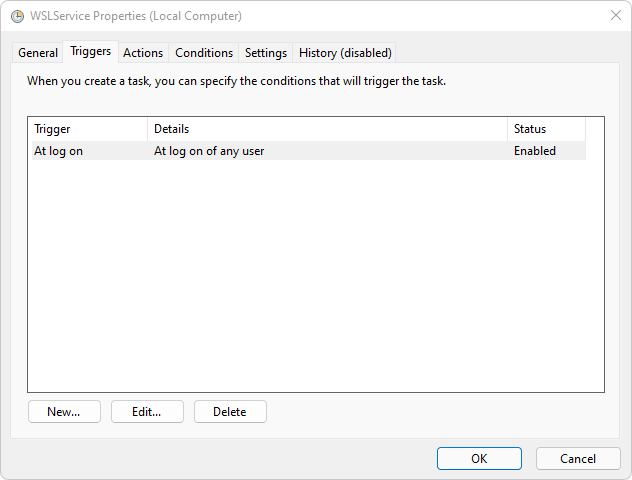 WSLService Properties (Local Computer)
General Triggers Actions Conditions Settings History (disabled)
When you create a task, you can specify the conditions that will trigger the task.
Trigger Details Status
At log on At log on of any user Enabled
New... Edit... Delete
OK Cancel